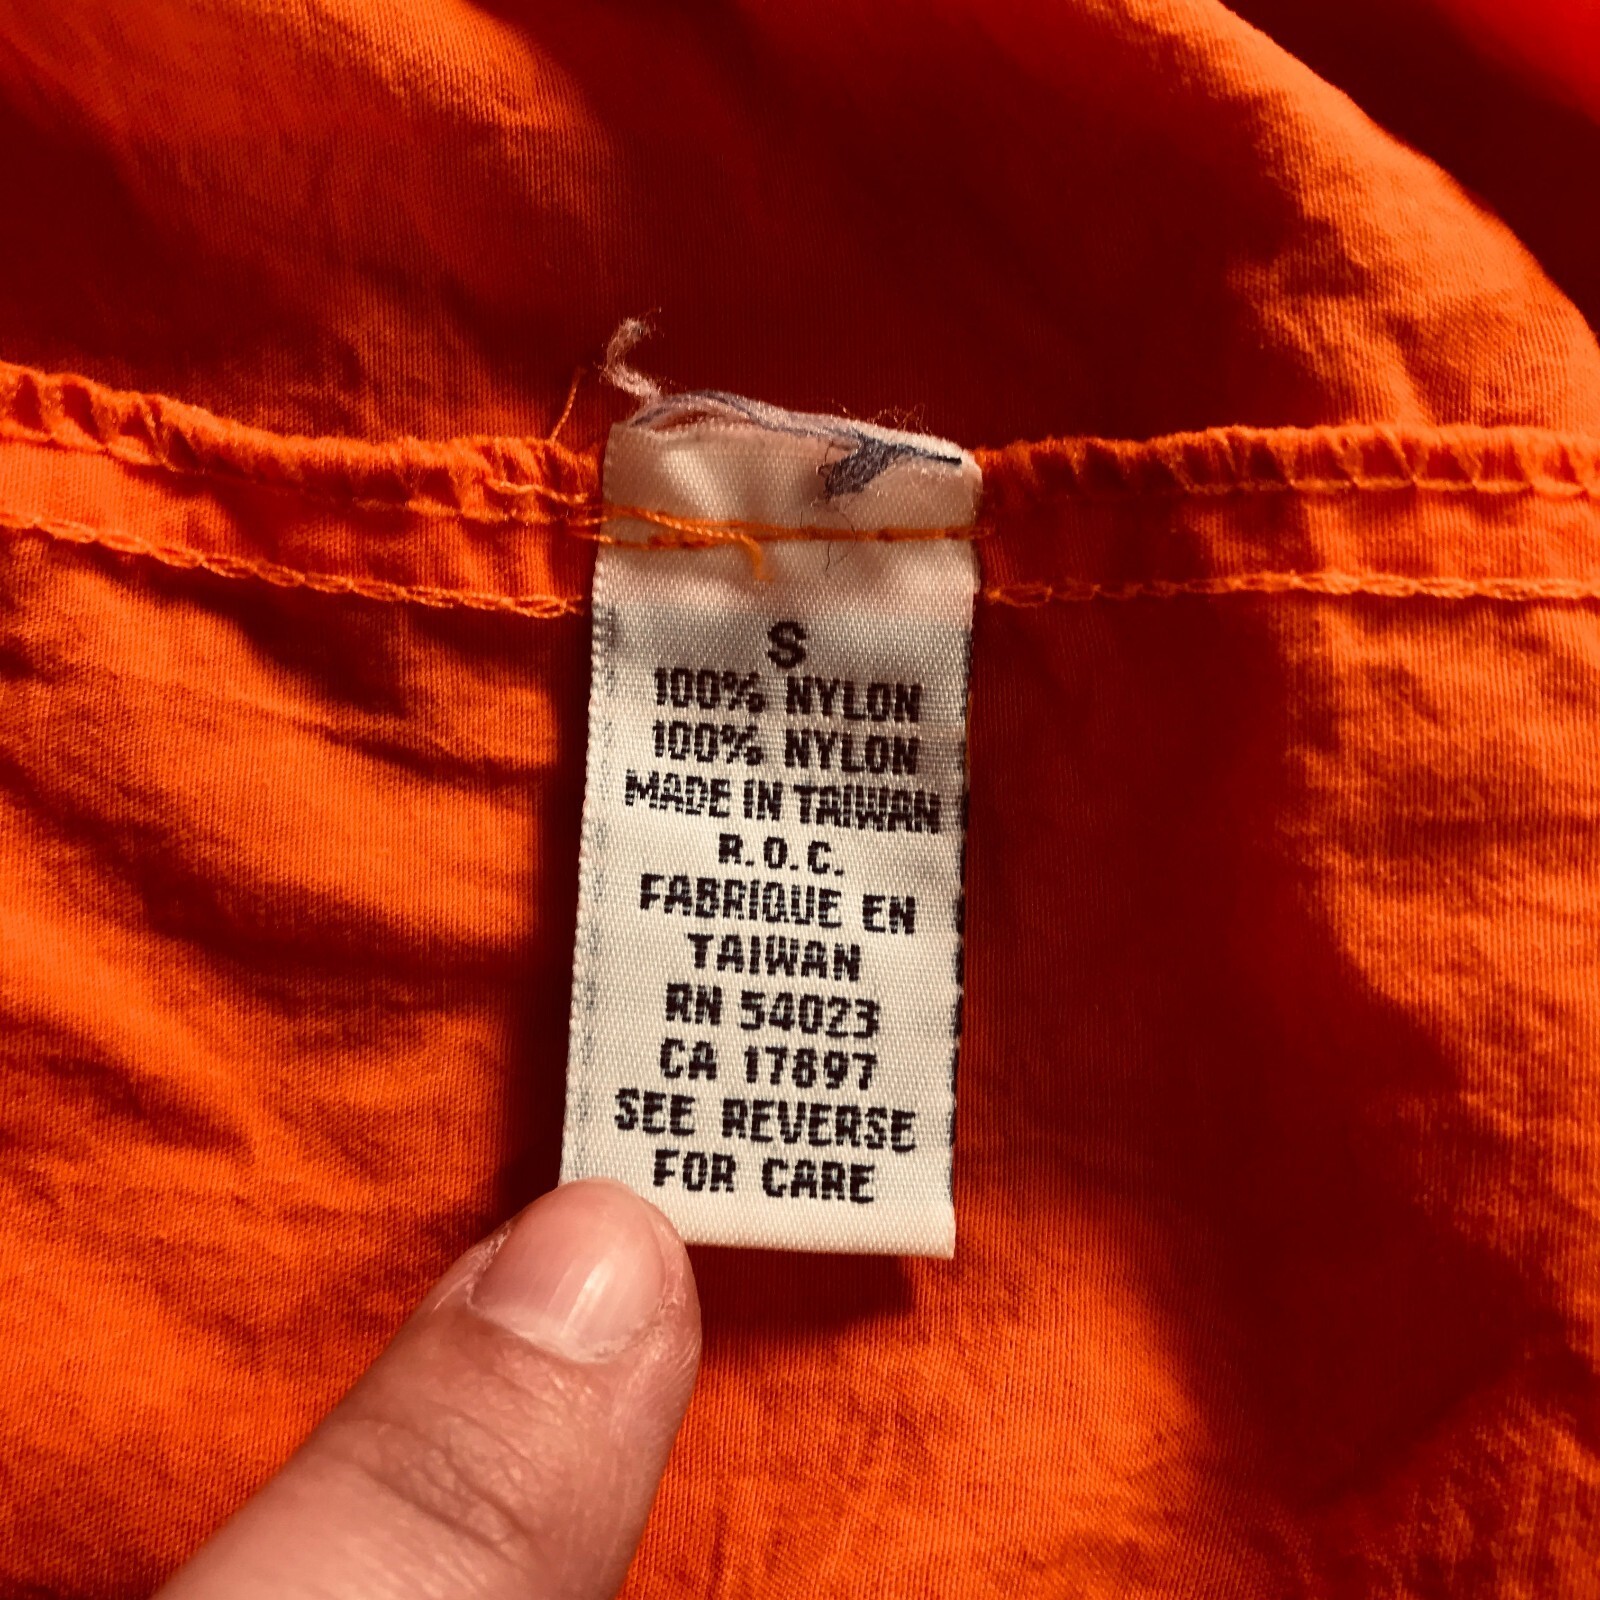 S
100% NYLON
100% NYLON
MADE IN TAIWAN
R.O.C.
FABRIQUE EN
TAIWAN
RN 54023
CA 17897
SEE REVERSE
FOR CARE